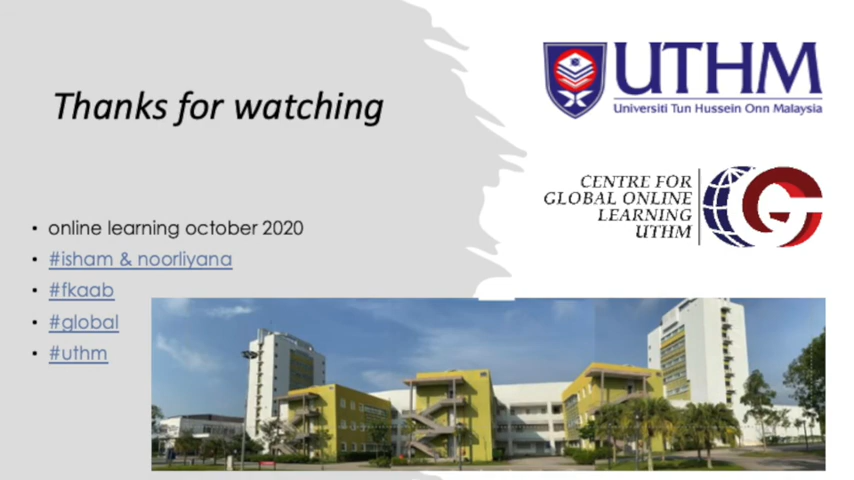 Thanks for watching
UTHM
Universiti Tun Hussein Onn Malaysia
CENTRE FOR
GLOBAL ONLINE
LEARNING
UTHM
• online learning october 2020
• #isham & noorliyana
• #fkaab
• #global
• #uthm